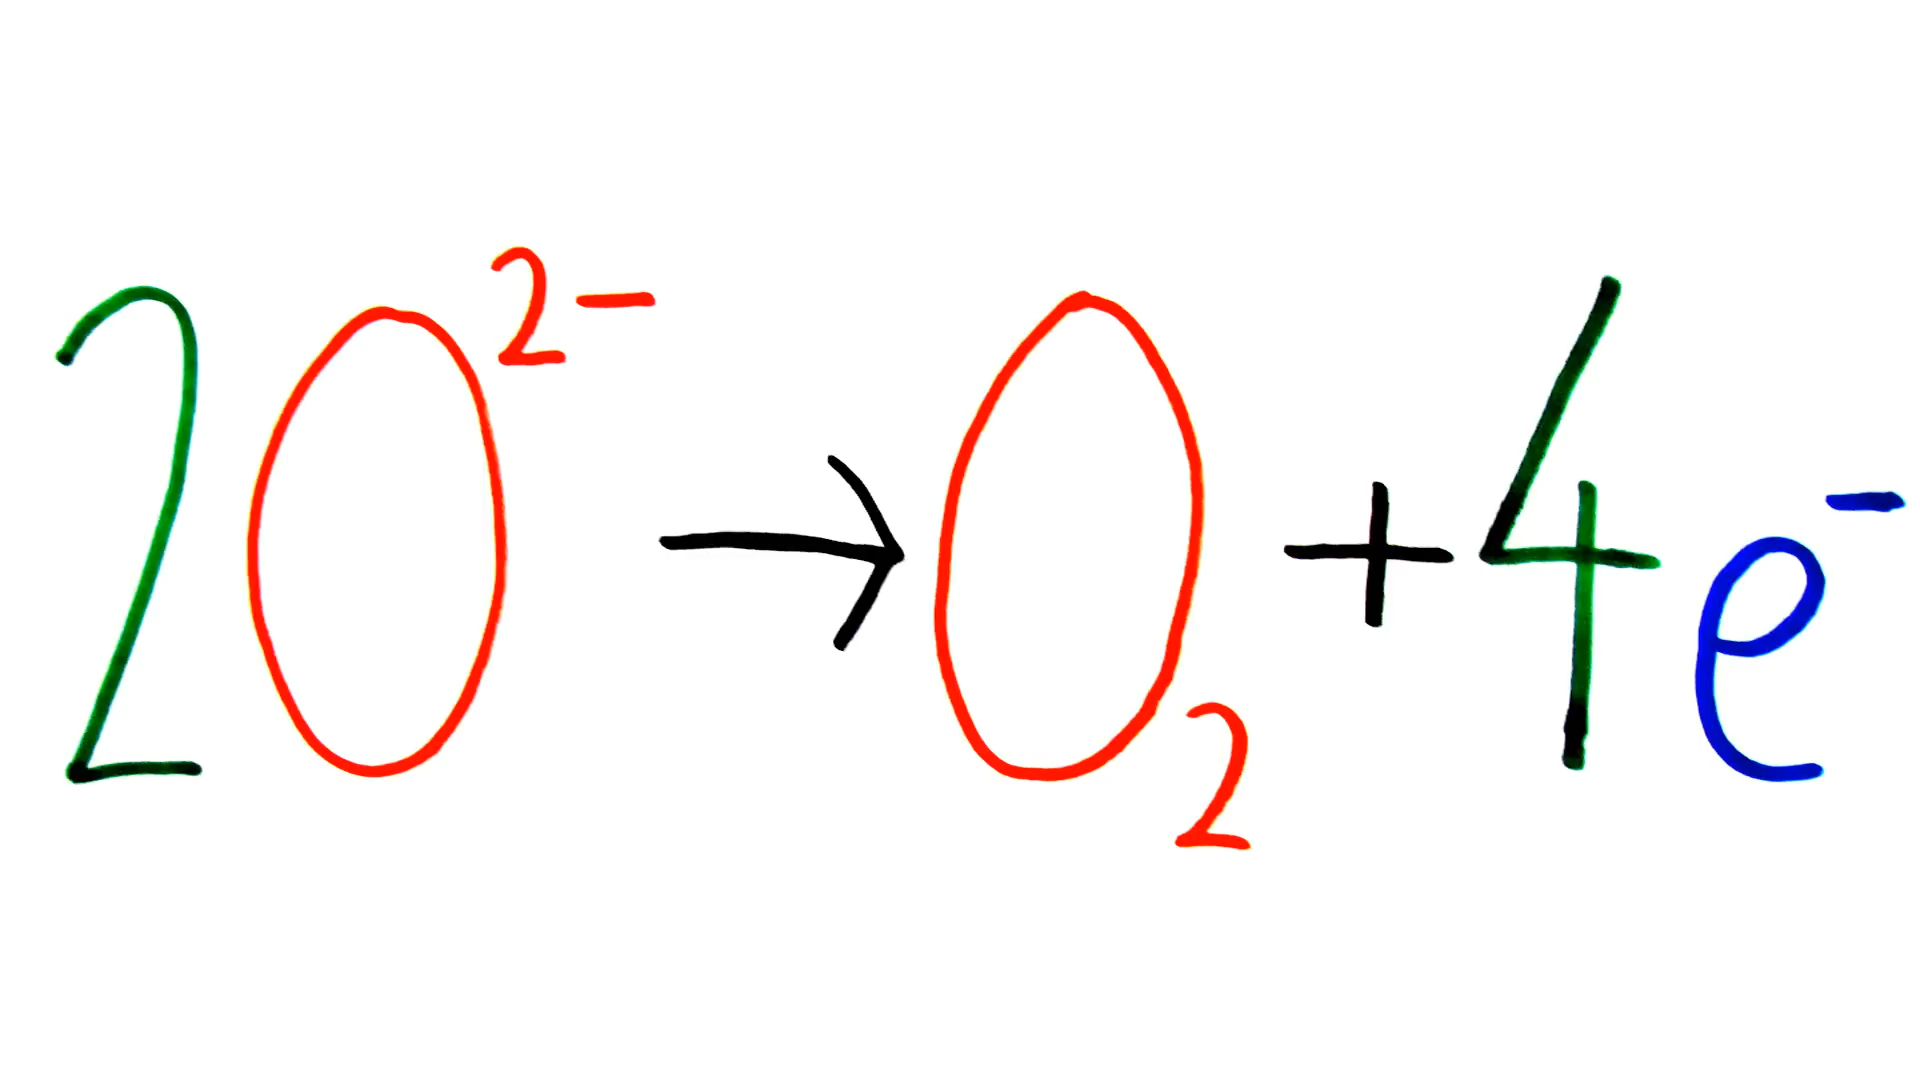 2O²⁻ → O₂ + 4e⁻